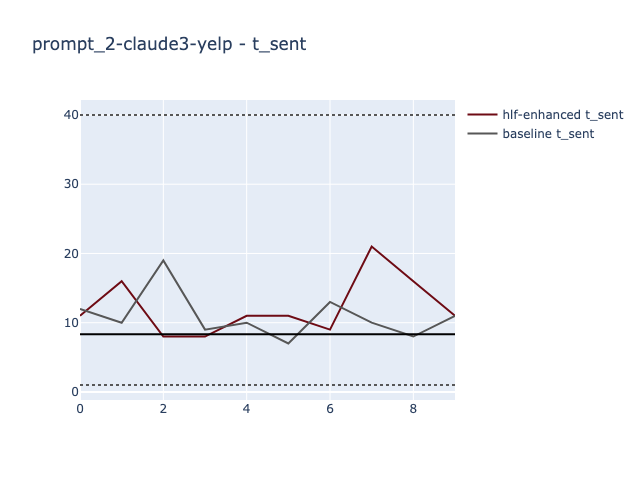 prompt_2-claude3-yelp - t_sent
hlf-enhanced t_sent
baseline t_sent
40
30
20
10
0
0 2 4 6 8